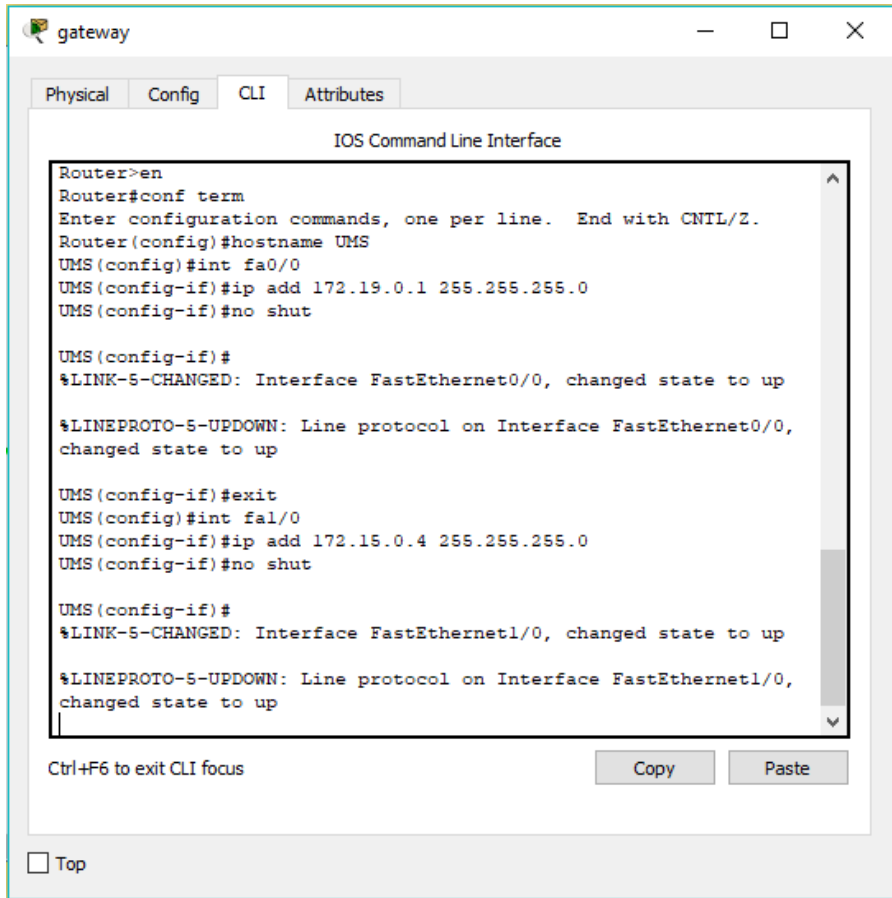 gateway
Physical Config CLI Attributes
IOS Command Line Interface
Router>en
Router#conf term
Enter configuration commands, one per line.  End with CNTL/Z.
Router(config)#hostname UMS
UMS(config)#int fa0/0
UMS(config-if)#ip add 172.19.0.1 255.255.255.0
UMS(config-if)#no shut
UMS(config-if)#
%LINK-5-CHANGED: Interface FastEthernet0/0, changed state to up
%LINEPROTO-5-UPDOWN: Line protocol on Interface FastEthernet0/0,
changed state to up
UMS(config-if)#exit
UMS(config)#int fa1/0
UMS(config-if)#ip add 172.15.0.4 255.255.255.0
UMS(config-if)#no shut
UMS(config-if)#
%LINK-5-CHANGED: Interface FastEthernet1/0, changed state to up
%LINEPROTO-5-UPDOWN: Line protocol on Interface FastEthernet1/0,
changed state to up
Ctrl+F6 to exit CLI focus
Copy Paste
Top